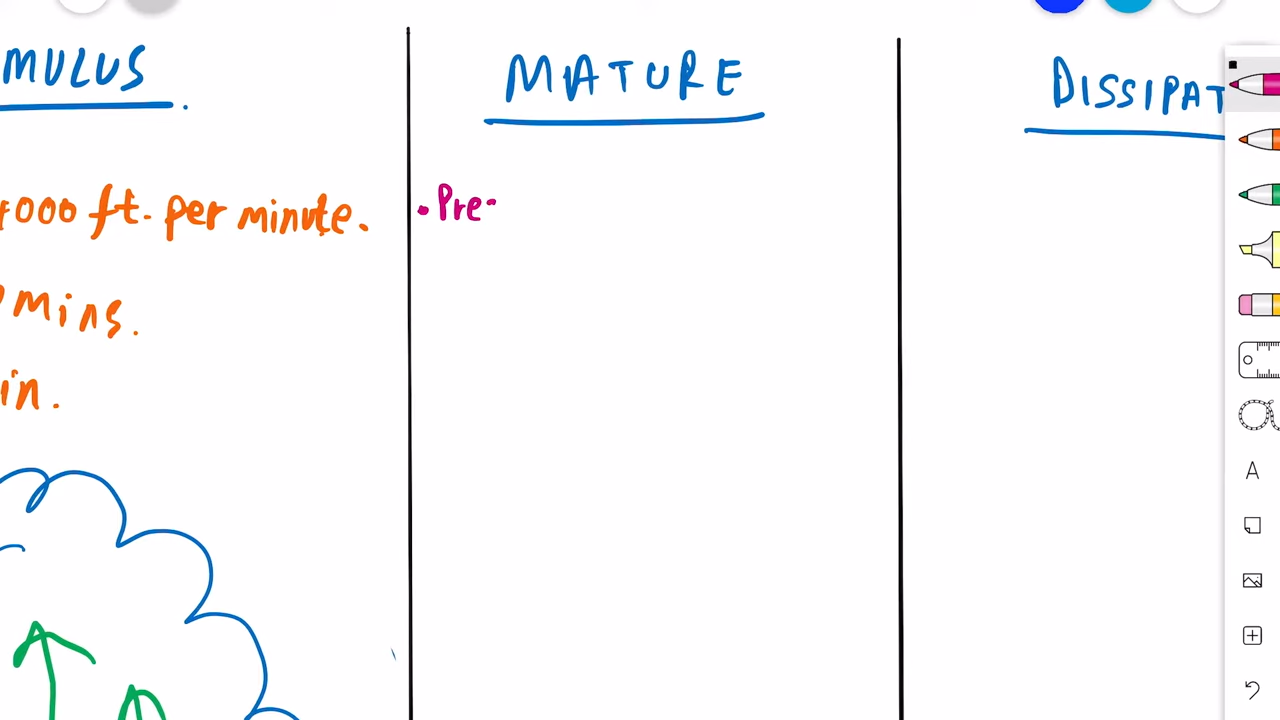 MULUS.
MATURE
DISSIPAT
000 ft. per minute.
• Pre
mins.
in.
A